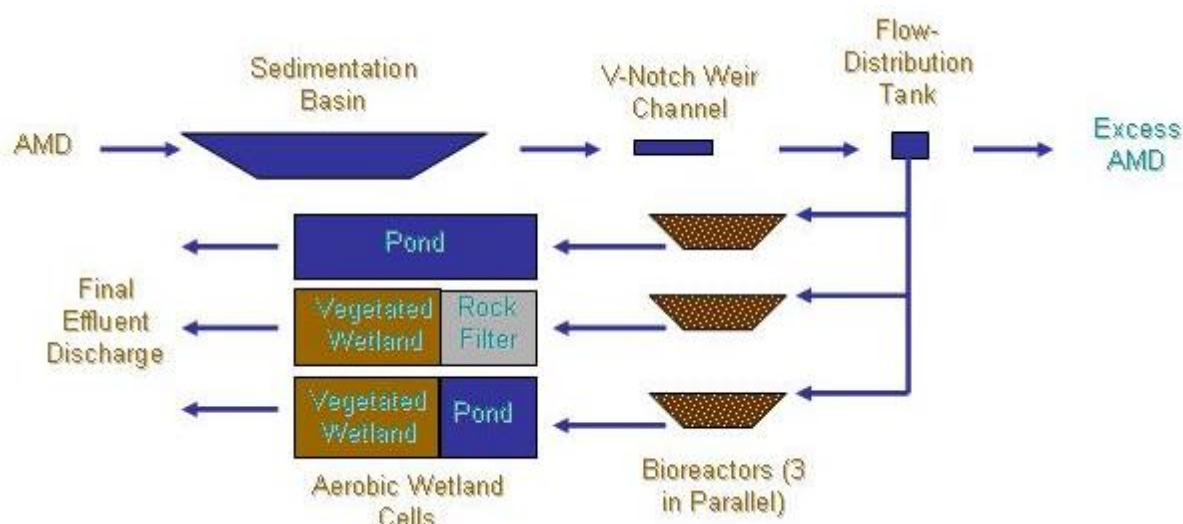 Sedimentation
Basin
V-Notch Weir
Channel
Flow-
Distribution
Tank
AMD
Excess
AMD
Pond
Final
Effluent
Discharge
Vegetated
Wetland
Rock
Filter
Vegetated
Wetland
Pond
Aerobic Wetland
Cells
Bioreactors (3
in Parallel)